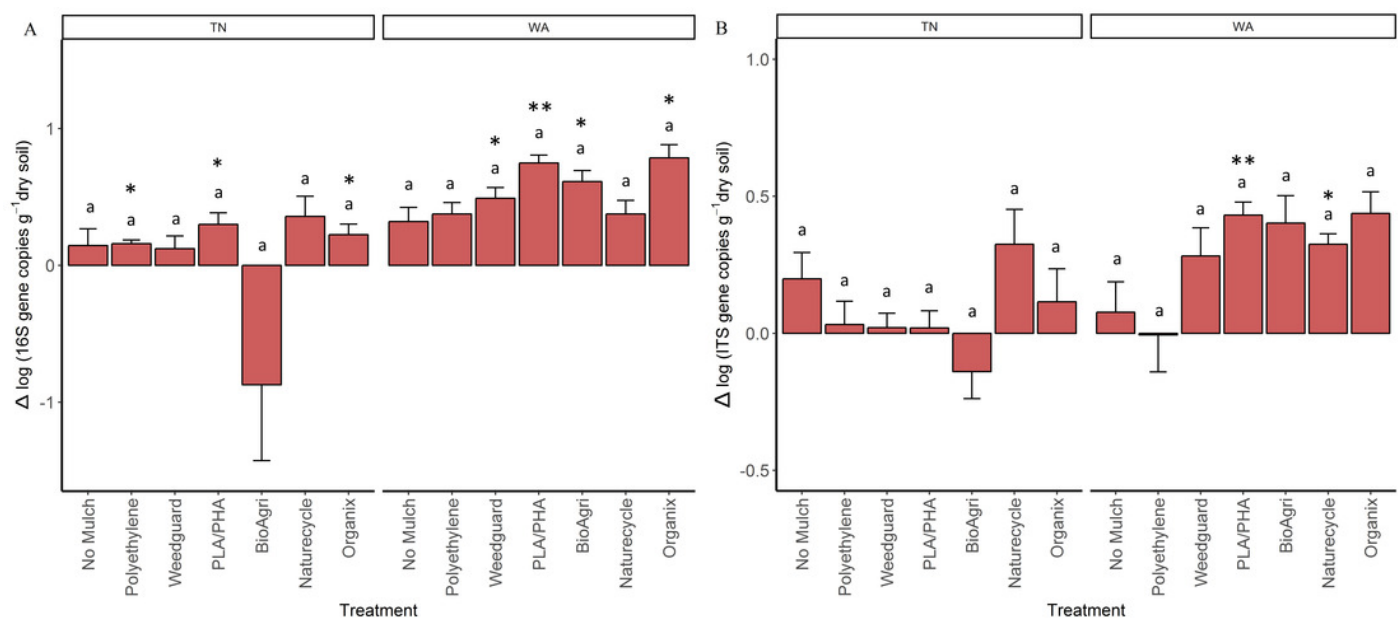 A
TN
WA
Δ log (16S gene copies g⁻¹dry soil)
1
0
-1
a
* a
a
* a
a
a
* a
a
a
* a
** a
* a
a
* a
No Mulch
Polyethylene
Weedguard
PLA/PHA
BioAgri
Naturecycle
Organix
No Mulch
Polyethylene
Weedguard
PLA/PHA
BioAgri
Naturecycle
Organix
Treatment
B
TN
WA
Δ log (ITS gene copies g⁻¹dry soil)
1.0
0.5
0.0
-0.5
a
a
a
a
a
a
a
a
a
a
** a
a
* a
a
No Mulch
Polyethylene
Weedguard
PLA/PHA
BioAgri
Naturecycle
Organix
No Mulch
Polyethylene
Weedguard
PLA/PHA
BioAgri
Naturecycle
Organix
Treatment